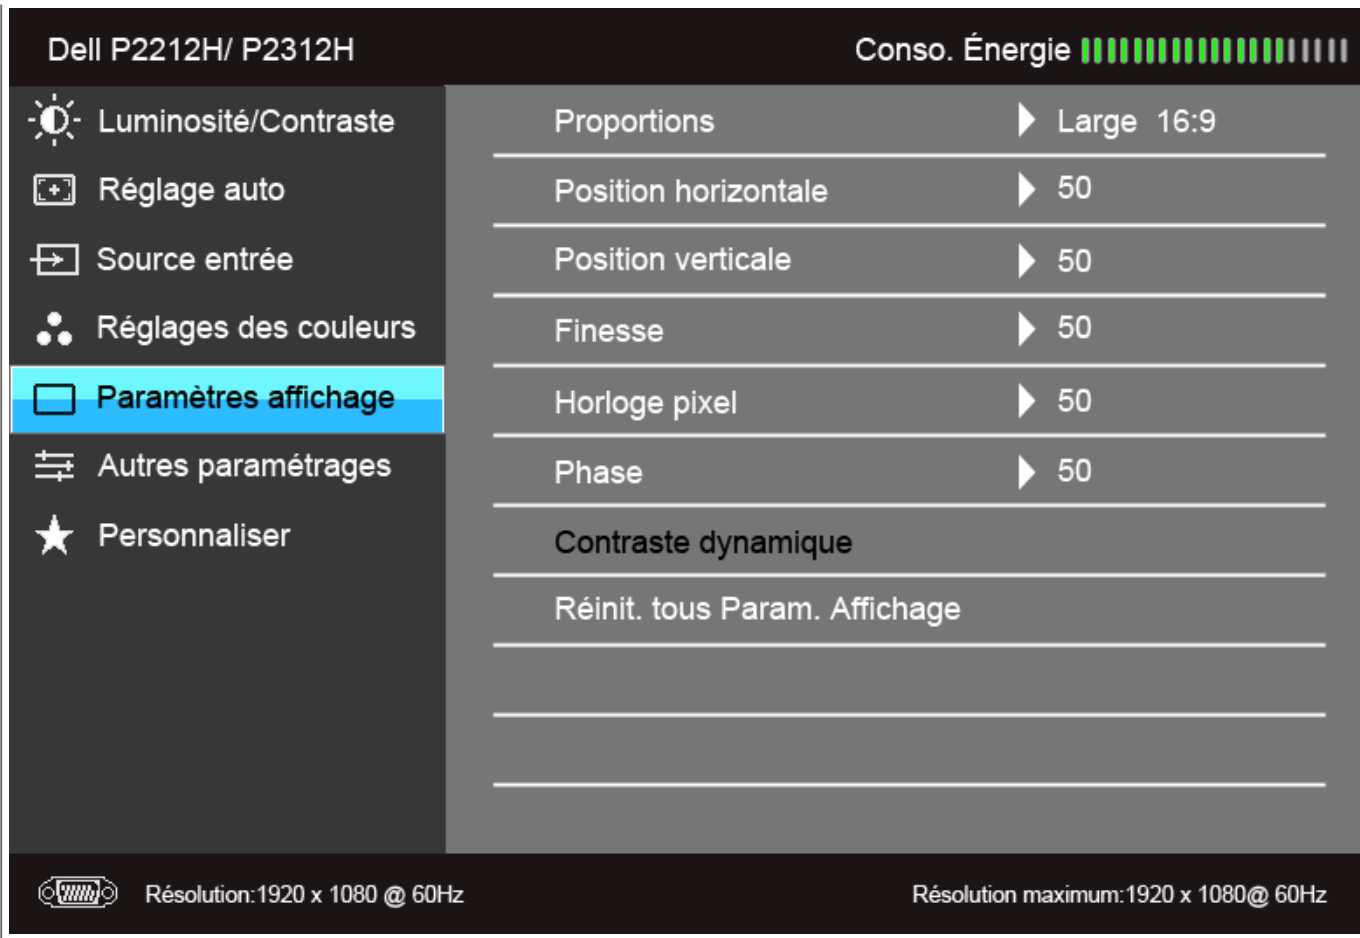 Dell P2212H/ P2312H
Conso. Énergie
Luminosité/Contraste
Réglage auto
Source entrée
Réglages des couleurs
Paramètres affichage
Autres paramétrages
Personnaliser
Proportions Large 16:9
Position horizontale 50
Position verticale 50
Finesse 50
Horloge pixel 50
Phase 50
Contraste dynamique
Réinit. tous Param. Affichage
Résolution:1920 x 1080 @ 60Hz
Résolution maximum:1920 x 1080@ 60Hz